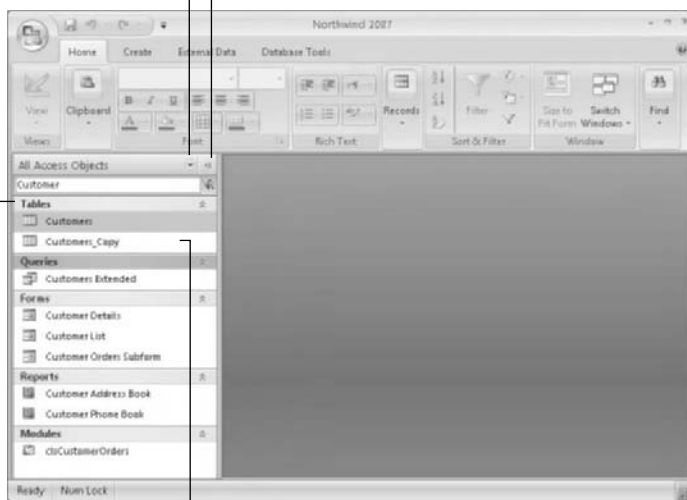 Northwind 2007
Home Create External Data Database Tools
View Clipboard
B I U
A
Records
Filter
Size to Fit Form
Switch Windows
Find
Views Font Rich Text Sort & Filter Window
All Access Objects
Customer
Tables
Customers
Customers_Copy
Queries
Customers Extended
Forms
Customer Details
Customer List
Customer Orders Subform
Reports
Customer Address Book
Customer Phone Book
Modules
clsCustomerOrders
Ready Num Lock